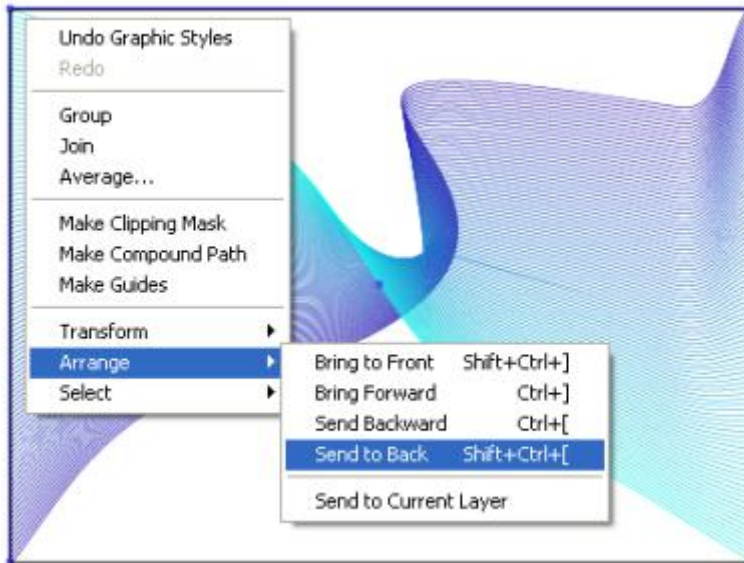 Undo Graphic Styles
Redo
Group
Join
Average...
Make Clipping Mask
Make Compound Path
Make Guides
Transform
Arrange
Select
Bring to Front Shift+Ctrl+]
Bring Forward Ctrl+]
Send Backward Ctrl+[
Send to Back Shift+Ctrl+[
Send to Current Layer